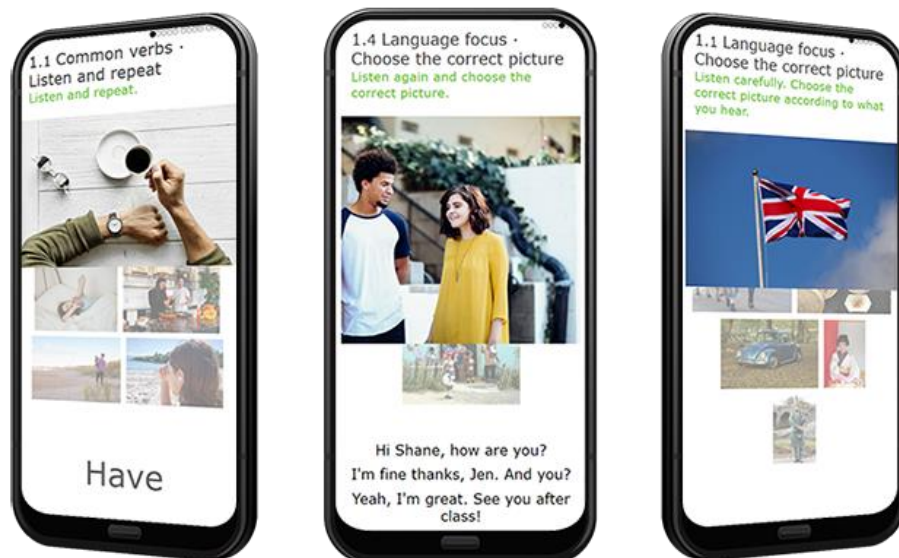 1.1 Common verbs ·
Listen and repeat
Listen and repeat.
Have
1.4 Language focus ·
Choose the correct picture
Listen again and choose the
correct picture.
Hi Shane, how are you?
I'm fine thanks, Jen. And you?
Yeah, I'm great. See you after
class!
1.1 Language focus ·
Choose the correct picture
Listen carefully. Choose the
correct picture according to what
you hear.